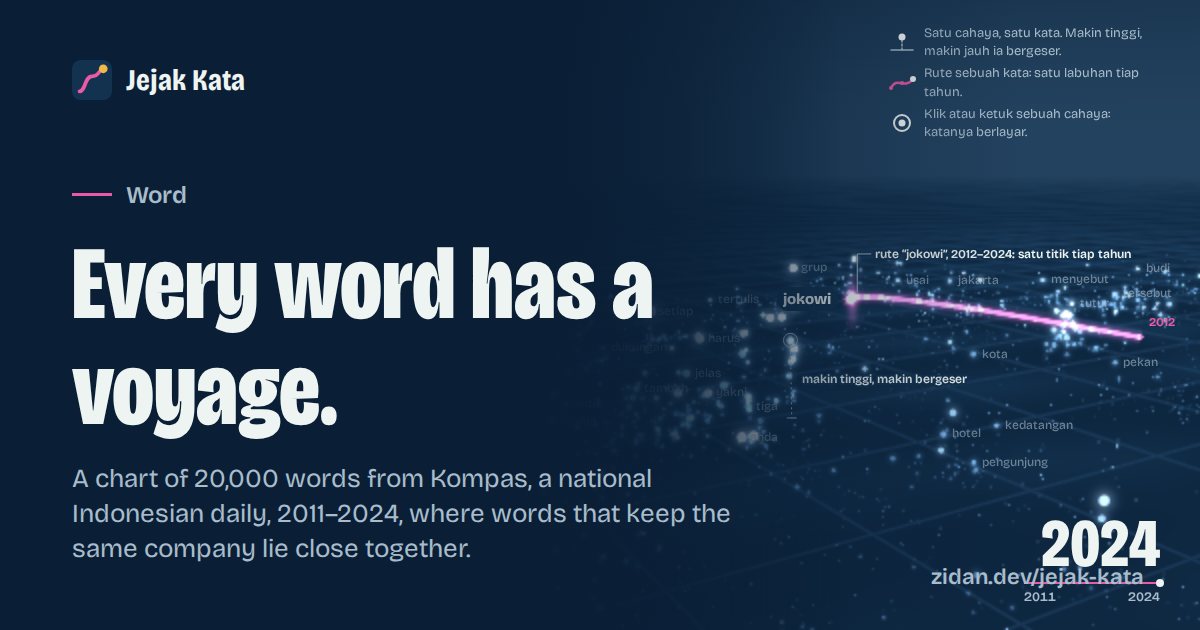 Jejak Kata
Satu cahaya, satu kata. Makin tinggi,
makin jauh ia bergeser.
Rute sebuah kata: satu labuhan tiap
tahun.
Klik atau ketuk sebuah cahaya:
katanya berlayar.
Word
Every word has a
voyage.
A chart of 20,000 words from Kompas, a national
Indonesian daily, 2011–2024, where words that keep the
same company lie close together.
rute “jokowi”, 2012–2024: satu titik tiap tahun
grup
usai
jakarta
menyebut
budi
tersebut
tertulis
jokowi
setiap
2012
harus
kota
pekan
jelas
makin tinggi, makin bergeser
yakni
tiga
kedatangan
hotel
pengunjung
2024
zidan.dev/jejak-kata
2011
2024